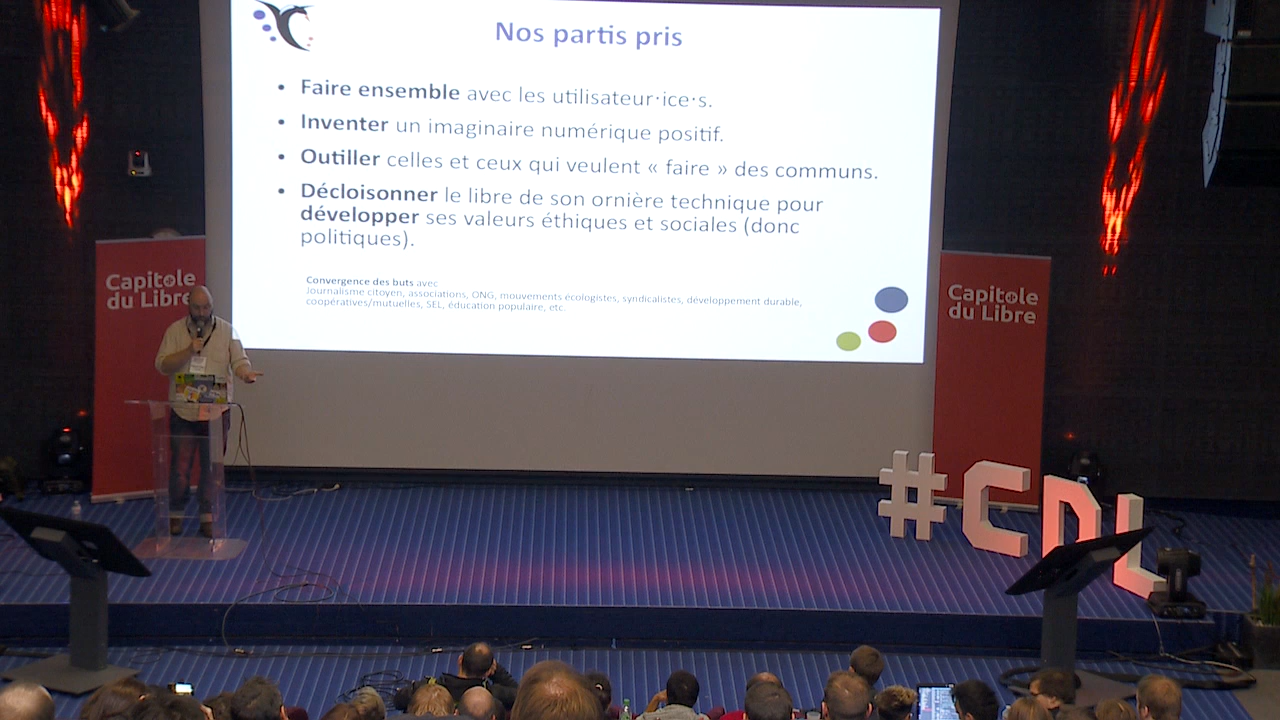 Nos partis pris
• Faire ensemble avec les utilisateur·ice·s.
• Inventer un imaginaire numérique positif.
• Outiller celles et ceux qui veulent « faire » des communs.
• Décloisonner le libre de son ornière technique pour
développer ses valeurs éthiques et sociales (donc
politiques).
Convergence des buts avec
Journalisme citoyen, associations, ONG, mouvements écologistes, syndicalistes, développement durable,
coopératives/mutuelles, SEL, éducation populaire, etc.
Capitole
du Libre
Capitole
du Libre
#CDL